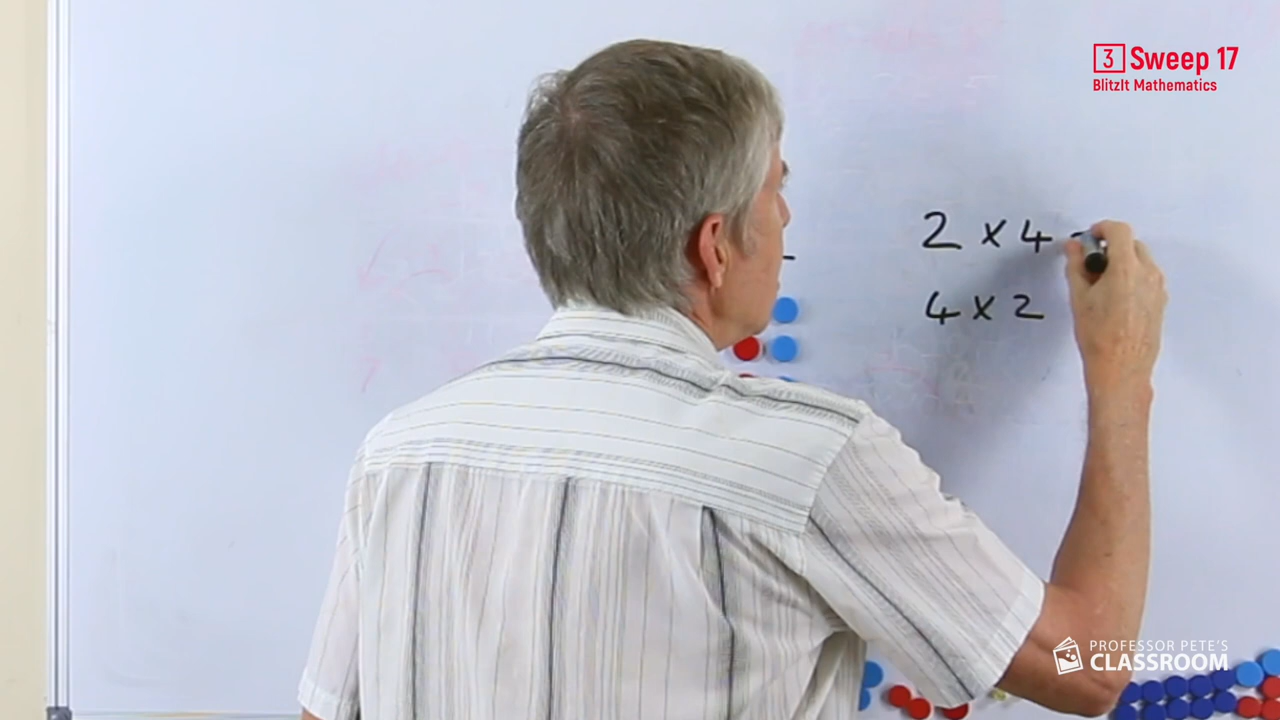 3 Sweep 17
BlitzIt Mathematics
2 × 4
4 × 2
PROFESSOR PETE'S
CLASSROOM